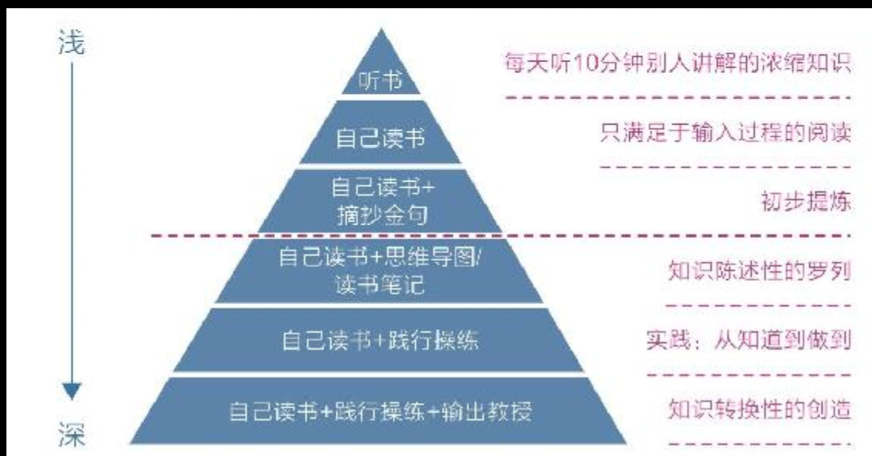 浅
听书
每天听10分钟别人讲解的浓缩知识
自己读书
只满足于输入过程的阅读
自己读书+
摘抄金句
初步提炼
自己读书+思维导图/
读书笔记
知识陈述性的罗列
自己读书+践行操练
实践：从知道到做到
自己读书+践行操练+输出教授
知识转换性的创造
深